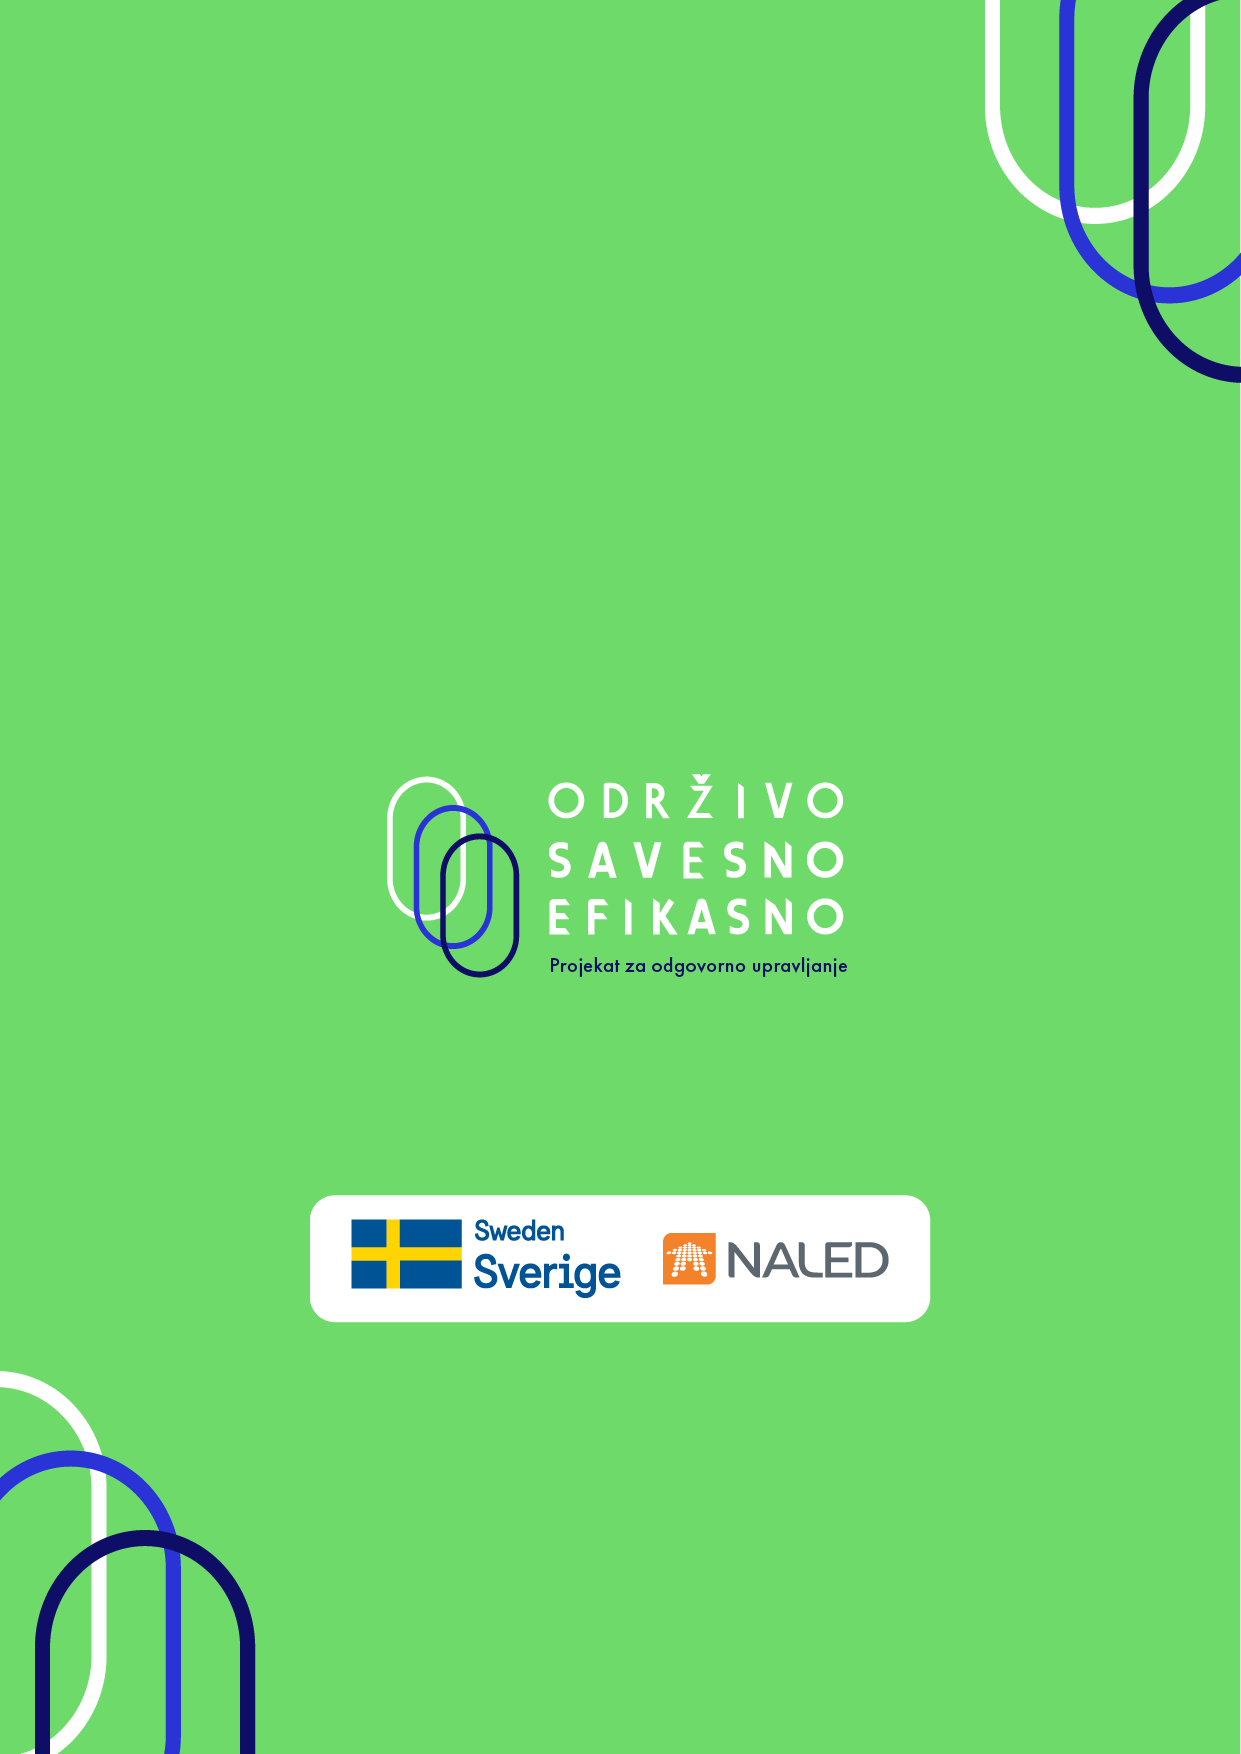 ODRŽIVO
SAVESNO
EFIKASNO
Projekat za odgovorno upravljanje
Sweden
Sverige
NALED